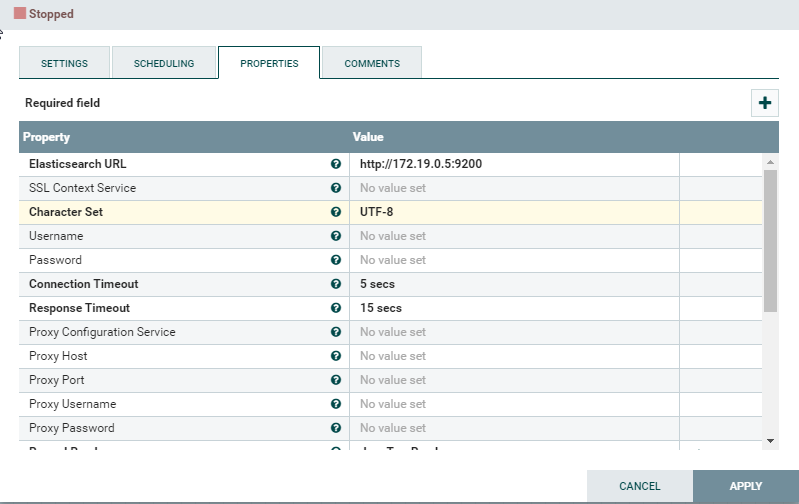 Stopped
SETTINGS SCHEDULING PROPERTIES COMMENTS
Required field
Property Value
Elasticsearch URL http://172.19.0.5:9200
SSL Context Service No value set
Character Set UTF-8
Username No value set
Password No value set
Connection Timeout 5 secs
Response Timeout 15 secs
Proxy Configuration Service No value set
Proxy Host No value set
Proxy Port No value set
Proxy Username No value set
Proxy Password No value set
CANCEL APPLY